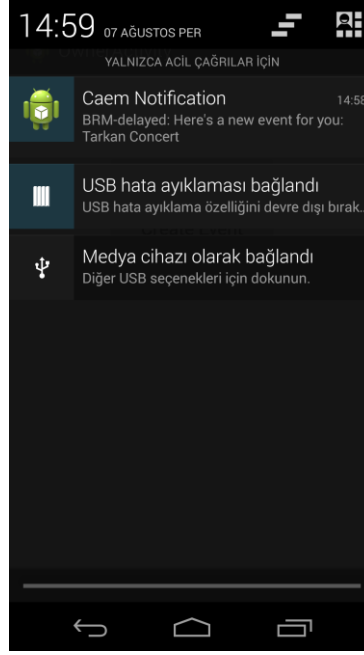 14:59 07 AĞUSTOS PER
YALNIZCA ACİL ÇAĞRILAR İÇİN
Caem Notification 14:58
BRM-delayed: Here's a new event for you:
Tarkan Concert
USB hata ayıklaması bağlandı
USB hata ayıklama özelliğini devre dışı bırak..
Medya cihazı olarak bağlandı
Diğer USB seçenekleri için dokunun.